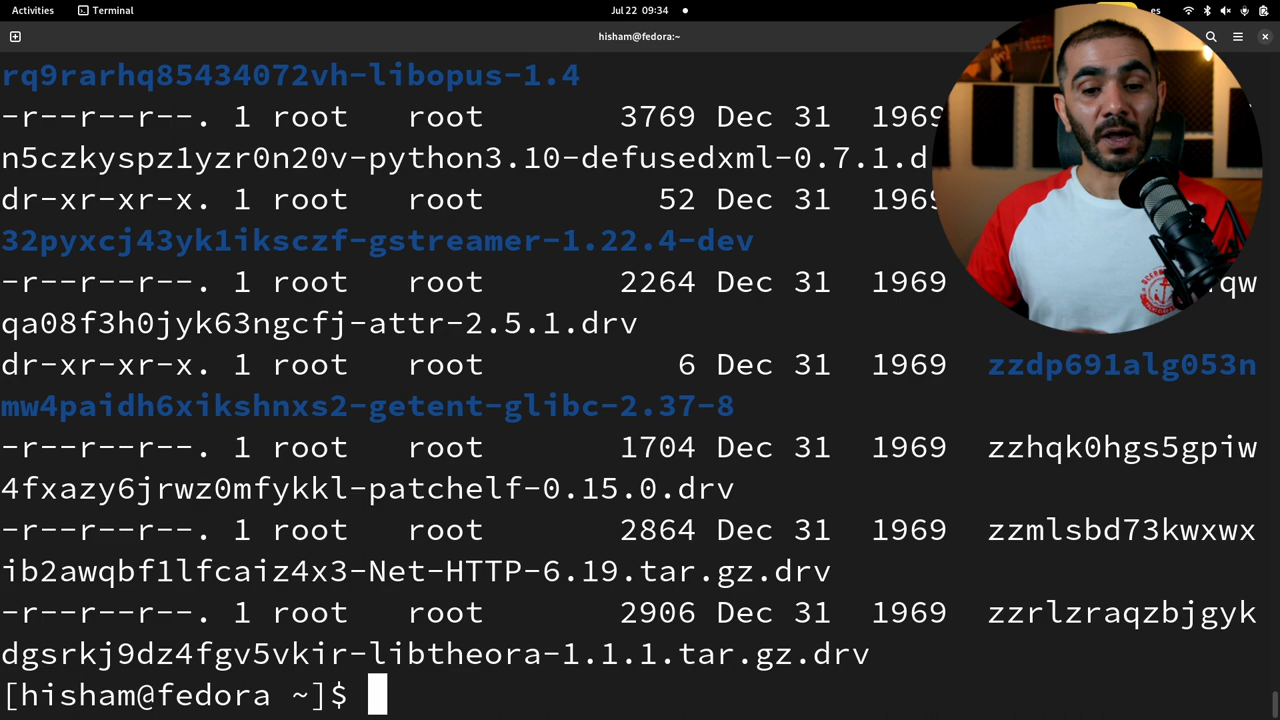 Activities Terminal Jul 22 09:34 es
hisham@fedora:~
rq9rarhq85434072vh-libopus-1.4
-r--r--r--. 1 root root 3769 Dec 31 1969
n5czkyspz1yzr0n20v-python3.10-defusedxml-0.7.1.d
dr-xr-xr-x. 1 root root 52 Dec 31 1969
32pyxcj43yk1iksczf-gstreamer-1.22.4-dev
-r--r--r--. 1 root root 2264 Dec 31 1969
qa08f3h0jyk63ngcfj-attr-2.5.1.drv
dr-xr-xr-x. 1 root root 6 Dec 31 1969 zzdp691alg053n
mw4paidh6xikshnxs2-getent-glibc-2.37-8
-r--r--r--. 1 root root 1704 Dec 31 1969 zzhqk0hgs5gpiw
4fxazy6jrwz0mfykkl-patchelf-0.15.0.drv
-r--r--r--. 1 root root 2864 Dec 31 1969 zzmlsbd73kwxwx
ib2awqbf1lfcaiz4x3-Net-HTTP-6.19.tar.gz.drv
-r--r--r--. 1 root root 2906 Dec 31 1969 zzrlzraqzbjgyk
dgsrkj9dz4fgv5vkir-libtheora-1.1.1.tar.gz.drv
[hisham@fedora ~]$